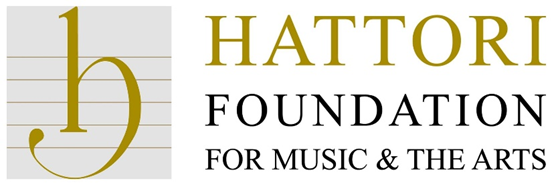 h
HATTORI
FOUNDATION
FOR MUSIC & THE ARTS